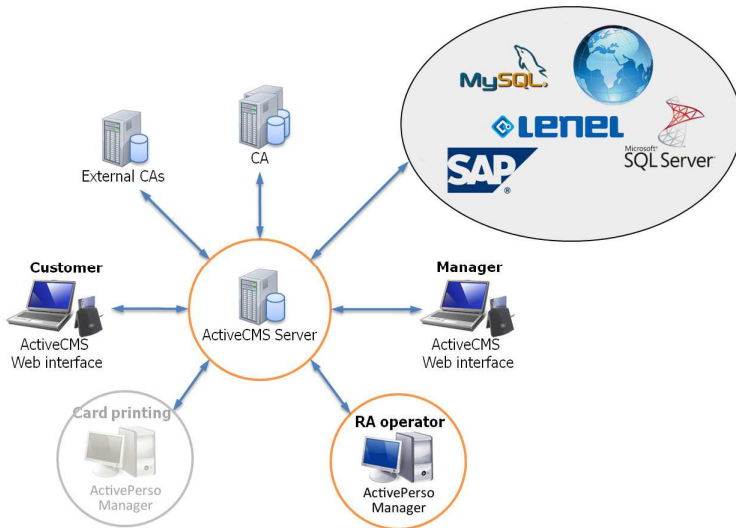 MySQL®
LENEL
Microsoft®
SQL Server
SAP®
External CAs
CA
Customer
Manager
ActiveCMS Server
ActiveCMS
Web interface
ActiveCMS
Web interface
Card printing
RA operator
ActivePerso
Manager
ActivePerso
Manager